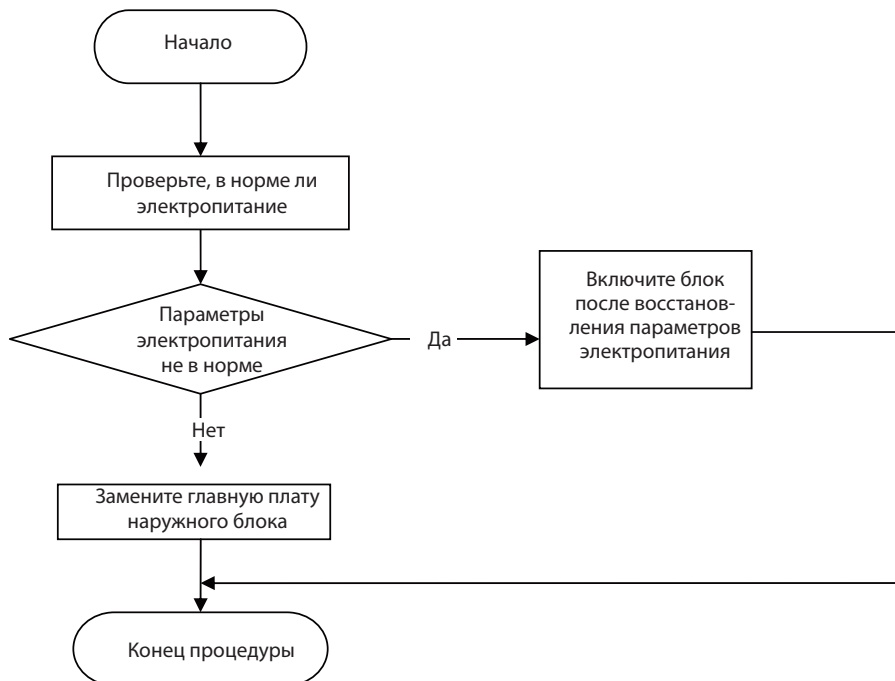 Начало
Проверьте, в норме ли
электропитание
Параметры
электропитания
не в норме
Да
Включите блок
после восстанов-
ления параметров
электропитания
Нет
Замените главную плату
наружного блока
Конец процедуры